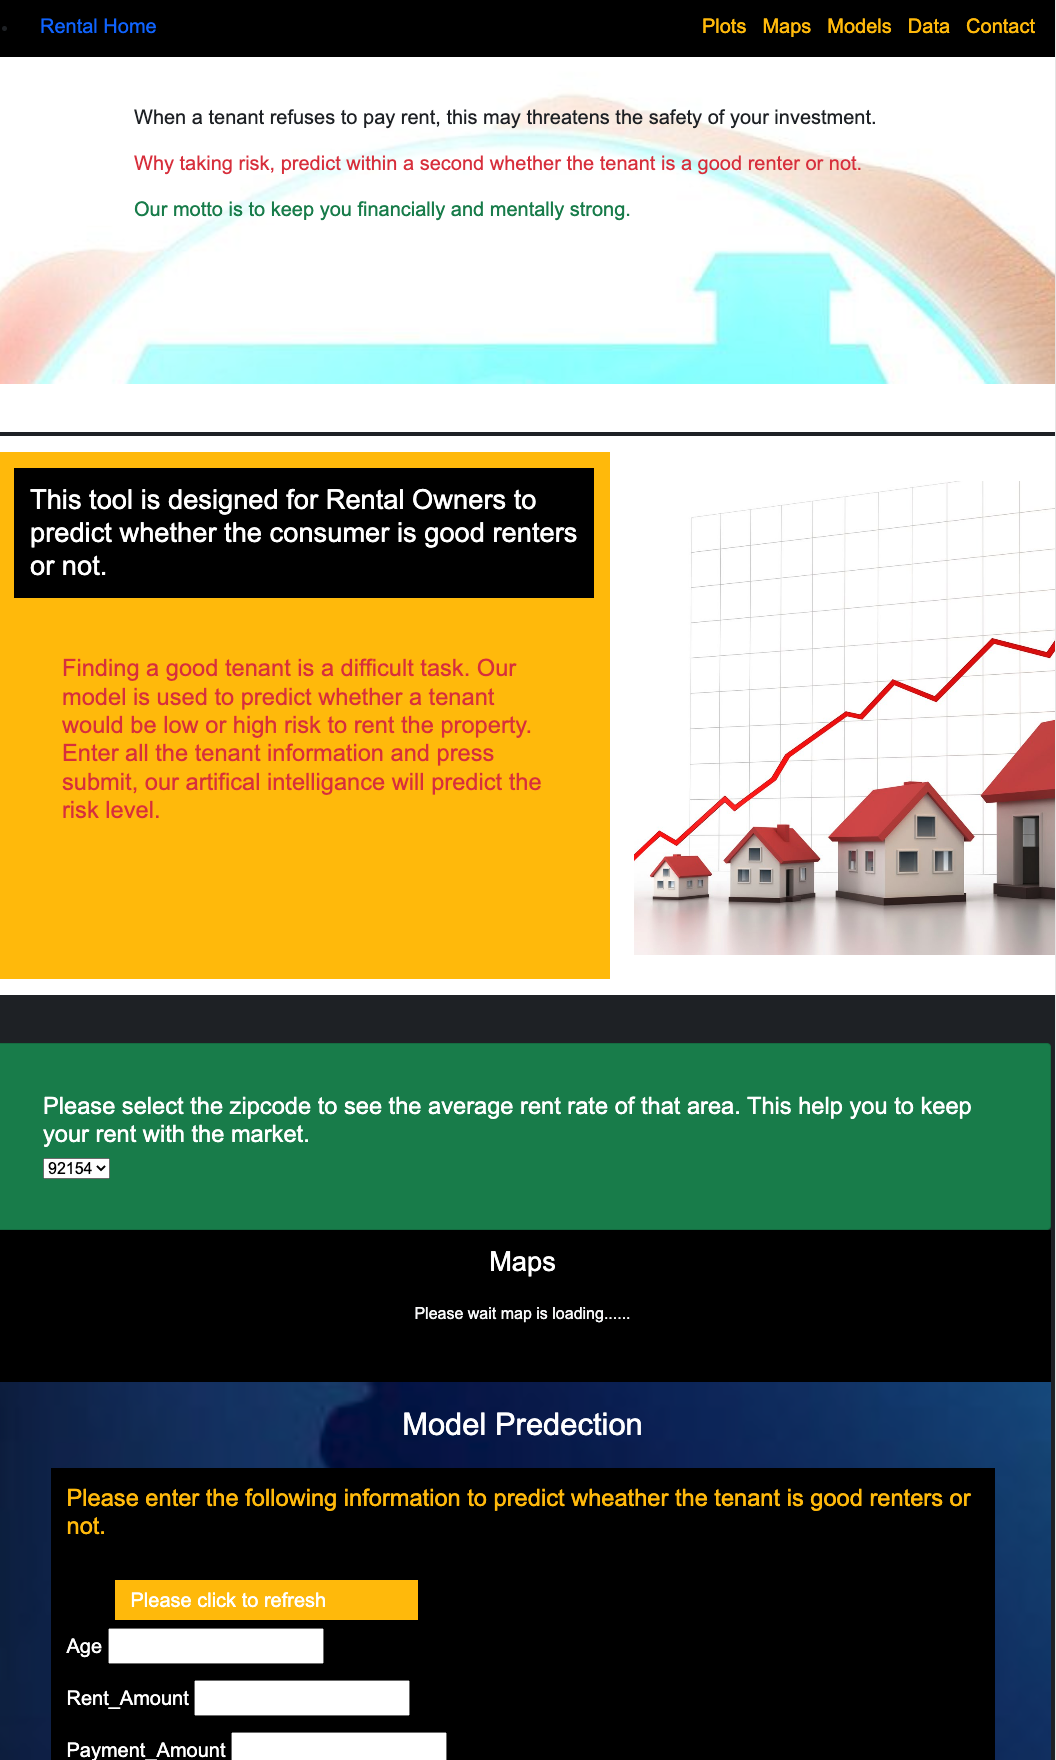 Rental Home
Plots Maps Models Data Contact
When a tenant refuses to pay rent, this may threatens the safety of your investment.
Why taking risk, predict within a second whether the tenant is a good renter or not.
Our motto is to keep you financially and mentally strong.
This tool is designed for Rental Owners to
predict whether the consumer is good renters
or not.
Finding a good tenant is a difficult task. Our
model is used to predict whether a tenant
would be low or high risk to rent the property.
Enter all the tenant information and press
submit, our artifical intelligance will predict the
risk level.
Please select the zipcode to see the average rent rate of that area. This help you to keep
your rent with the market.
92154
Maps
Please wait map is loading......
Model Predection
Please enter the following information to predict wheather the tenant is good renters or
not.
Please click to refresh
Age
Rent_Amount
Payment_Amount